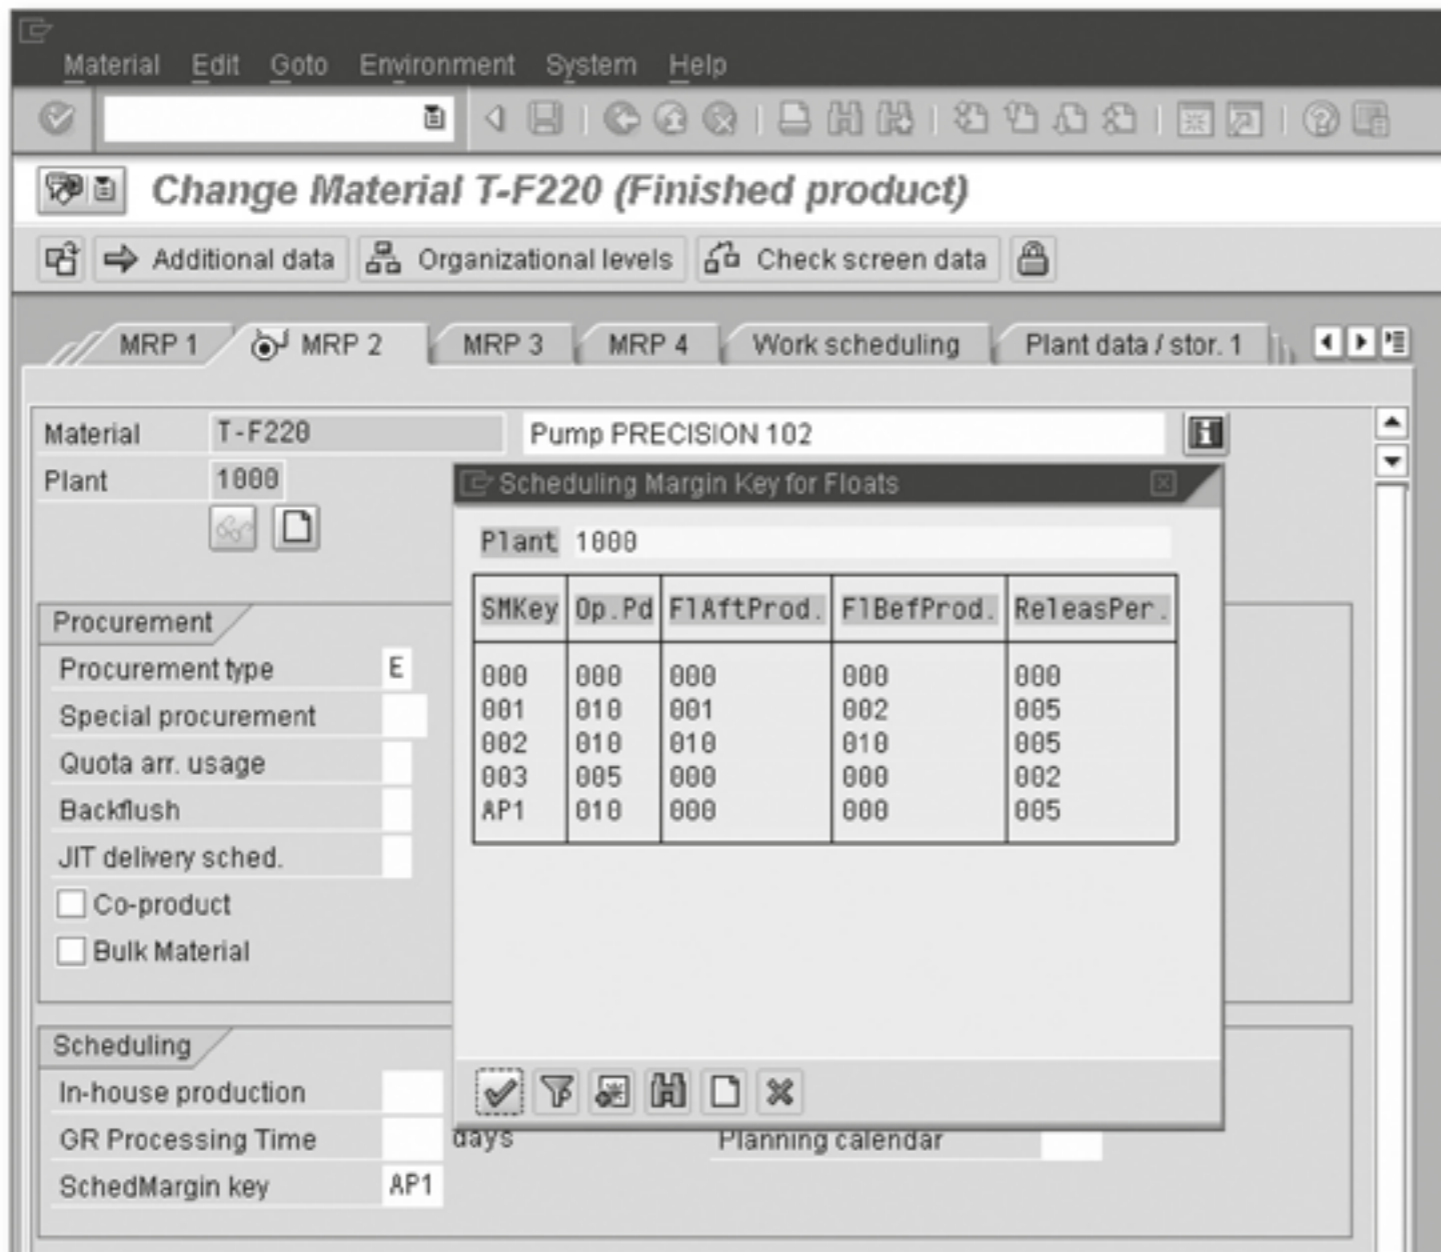 Material Edit Goto Environment System Help
Change Material T-F220 (Finished product)
Additional data Organizational levels Check screen data
MRP 1 MRP 2 MRP 3 MRP 4 Work scheduling Plant data / stor. 1
Material T-F220 Pump PRECISION 102
Plant 1000
Scheduling Margin Key for Floats
Plant 1000
SMKey Op.Pd FlAftProd. FlBefProd. ReleasPer.
000 000 000 000 000
001 010 001 002 005
002 010 010 010 005
003 005 000 000 002
AP1 010 000 000 005
Procurement
Procurement type E
Special procurement
Quota arr. usage
Backflush
JIT delivery sched.
Co-product
Bulk Material
Scheduling
In-house production
GR Processing Time days Planning calendar
SchedMargin key AP1